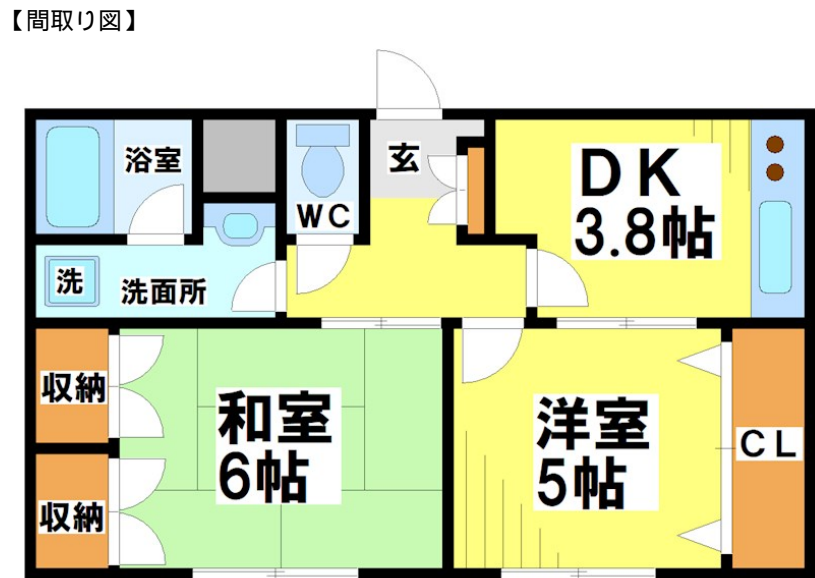 【間取り図】
浴室
WC
玄
DK
3.8帖
洗
洗面所
収納
収納
和室
6帖
洋室
5帖
CL